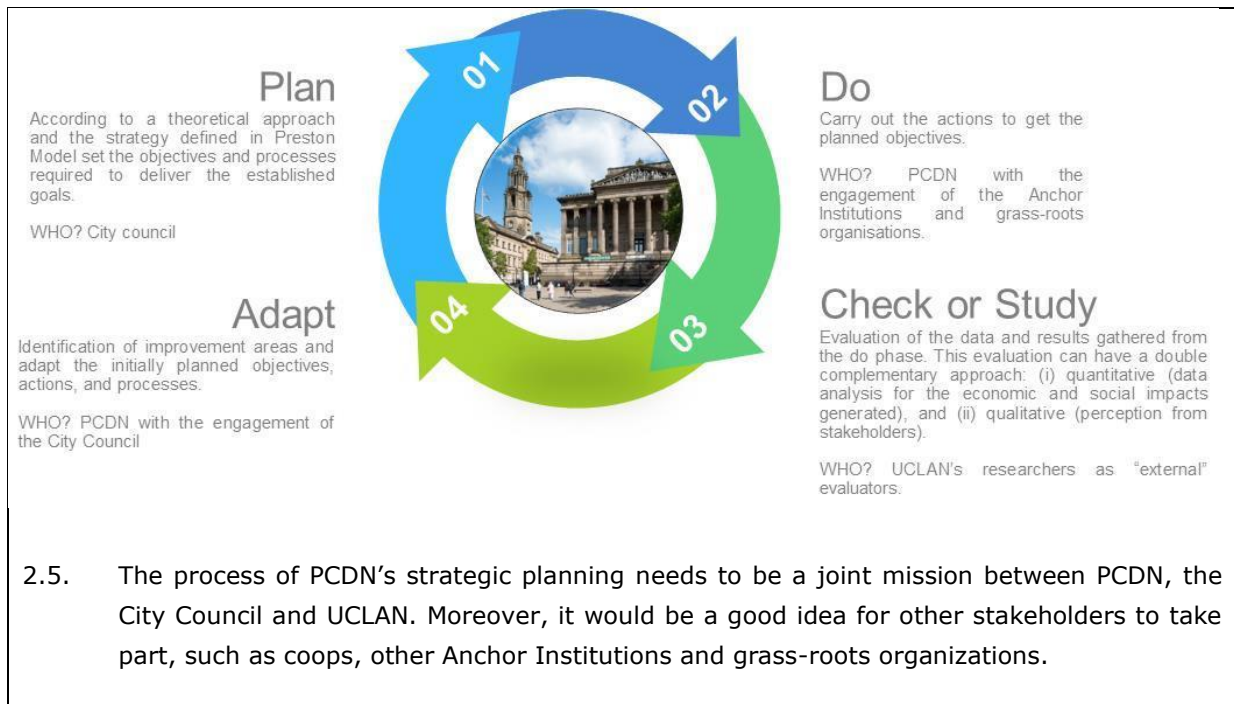 Plan
According to a theoretical approach
and the strategy defined in Preston
Model set the objectives and processes
required to deliver the established
goals.
WHO? City council
01
02
Do
Carry out the actions to get the
planned objectives.
WHO? PCDN with the
engagement of the Anchor
Institutions and grass-roots
organisations.
Adapt
Identification of improvement areas and
adapt the initially planned objectives,
actions, and processes.
WHO? PCDN with the engagement of
the City Council
04
03
Check or Study
Evaluation of the data and results gathered from
the do phase. This evaluation can have a double
complementary approach: (i) quantitative (data
analysis for the economic and social impacts
generated), and (ii) qualitative (perception from
stakeholders).
WHO? UCLAN's researchers as "external"
evaluators.
2.5. The process of PCDN’s strategic planning needs to be a joint mission between PCDN, the
City Council and UCLAN. Moreover, it would be a good idea for other stakeholders to take
part, such as coops, other Anchor Institutions and grass-roots organizations.